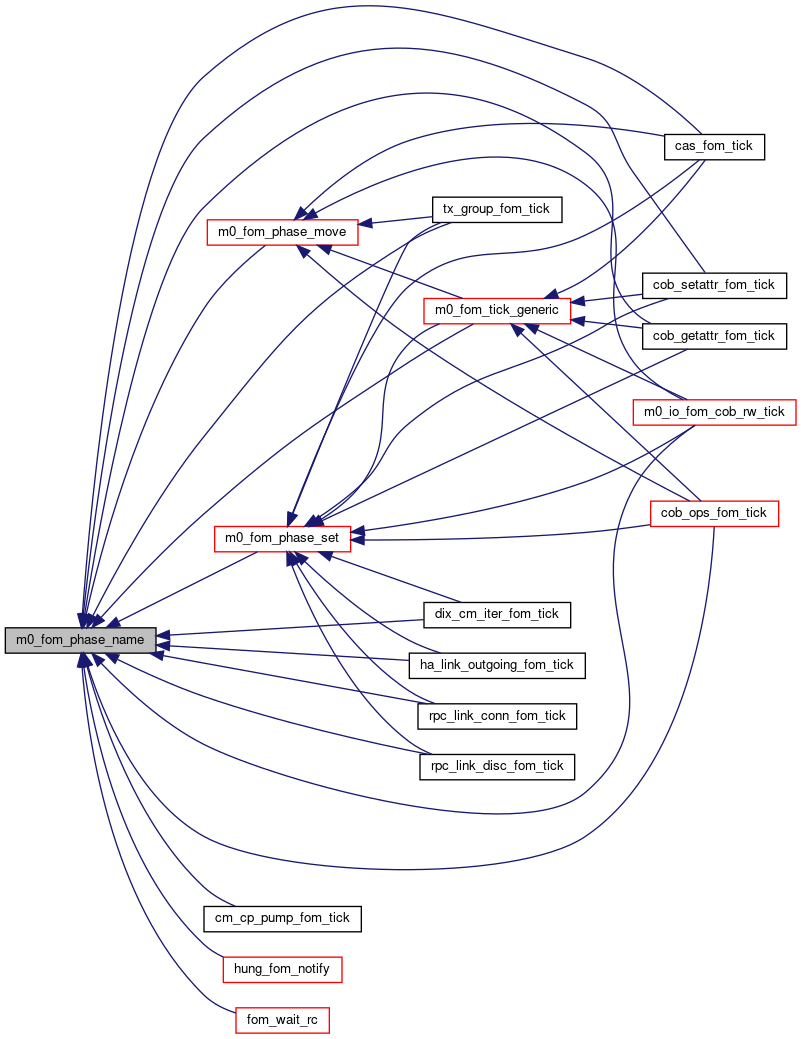 cas_fom_tick
tx_group_fom_tick
m0_fom_phase_move
cob_setattr_fom_tick
m0_fom_tick_generic
cob_getattr_fom_tick
m0_io_fom_cob_rw_tick
cob_ops_fom_tick
m0_fom_phase_set
dix_cm_iter_fom_tick
m0_fom_phase_name
ha_link_outgoing_fom_tick
rpc_link_conn_fom_tick
rpc_link_disc_fom_tick
cm_cp_pump_fom_tick
hung_fom_notify
fom_wait_rc